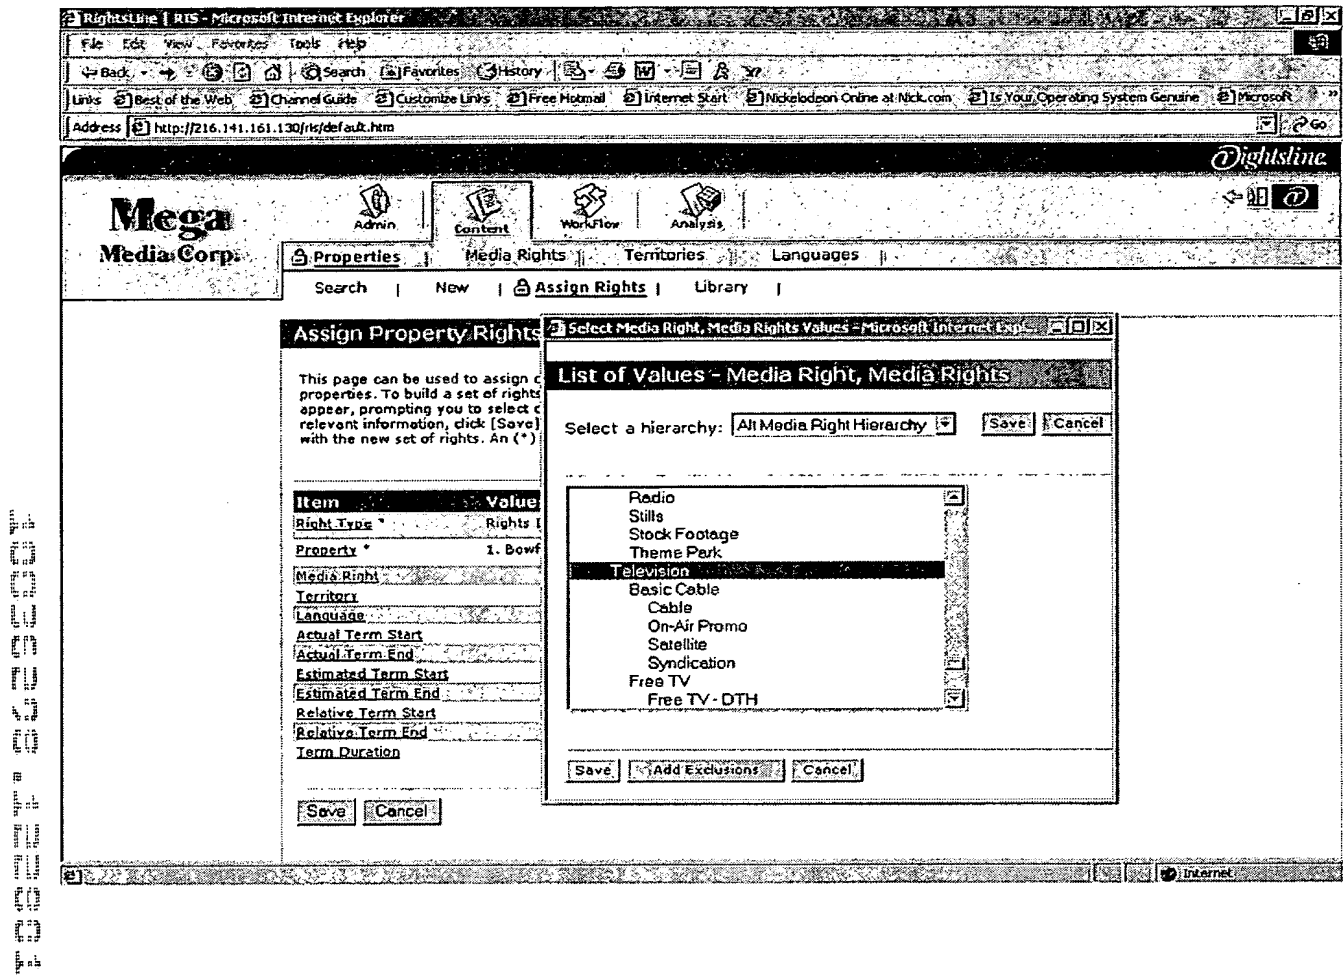 RightsLine | RIS - Microsoft Internet Explorer
File Edit View Favorites Tools Help
Back Search Favorites History
Links Best of the Web Channel Guide Customize Links Free Hotmail Internet Start Nickelodeon Online at Nick.com Is Your Operating System Genuine Microsoft
Address http://216.141.161.130/ris/default.htm Go
Rightsline
Mega
Media Corp.
Admin Content WorkFlow Analysis
Properties | Media Rights | Territories | Languages |
Search | New | Assign Rights | Library |
Assign Property Rights
This page can be used to assign
properties. To build a set of rights
appear, prompting you to select
relevant information, click [Save]
with the new set of rights. An (*)
Item Value
Right Type * Rights
Property * 1. Bowf
Media Right
Territory
Language
Actual Term Start
Actual Term End
Estimated Term Start
Estimated Term End
Relative Term Start
Relative Term End
Term Duration
Save Cancel
Select Media Right, Media Rights Values - Microsoft Internet Expl...
List of Values - Media Right, Media Rights
Select a hierarchy: Alt Media Right Hierarchy Save Cancel
Radio
Stills
Stock Footage
Theme Park
Television
Basic Cable
Cable
On-Air Promo
Satellite
Syndication
Free TV
Free TV - DTH
Save Add Exclusions Cancel
Internet